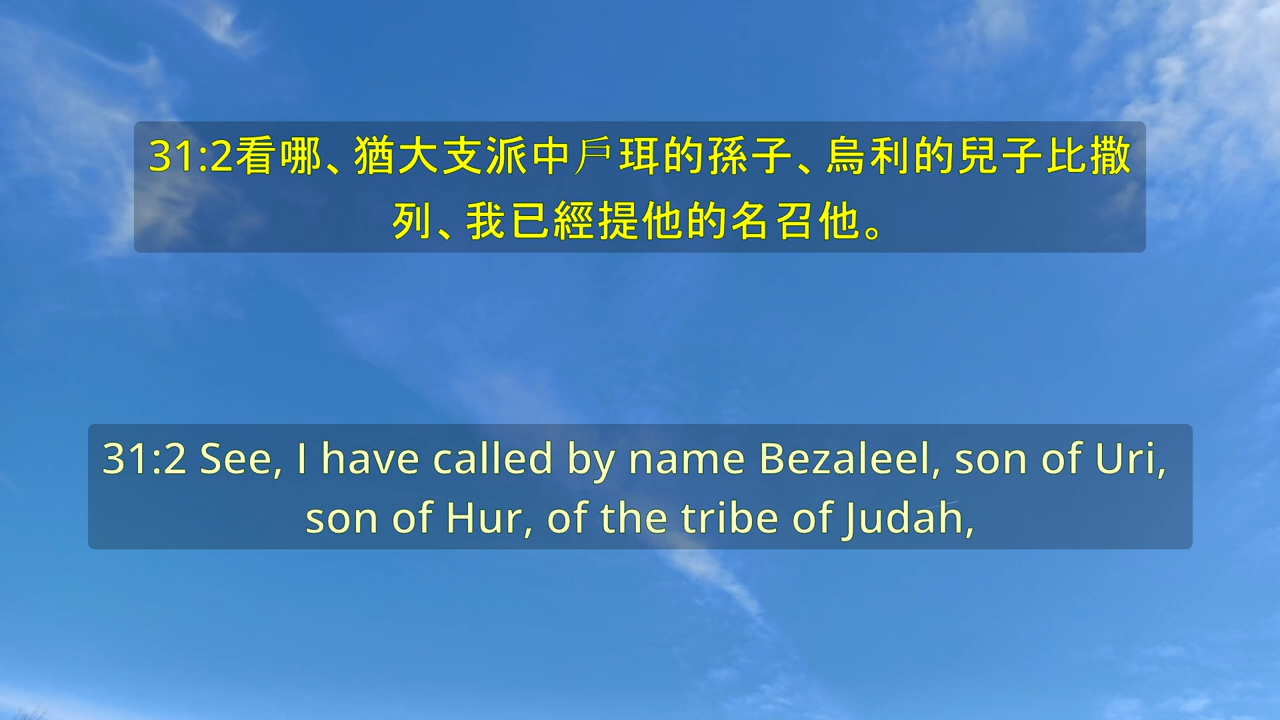 31:2看哪、猶大支派中戶珥的孫子、烏利的兒子比撒
列、我已經提他的名召他。
31:2 See, I have called by name Bezaleel, son of Uri,
son of Hur, of the tribe of Judah,